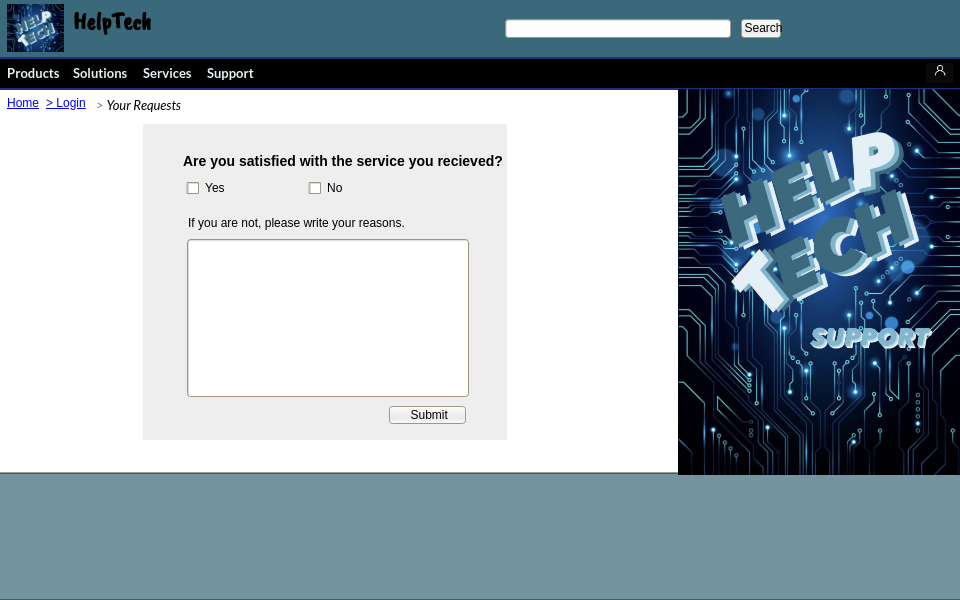 HELP
TECH
HelpTech
Search
Products Solutions Services Support
Home > Login > Your Requests
Are you satisfied with the service you recieved?
Yes No
If you are not, please write your reasons.
Submit
HELP
TECH
SUPPORT